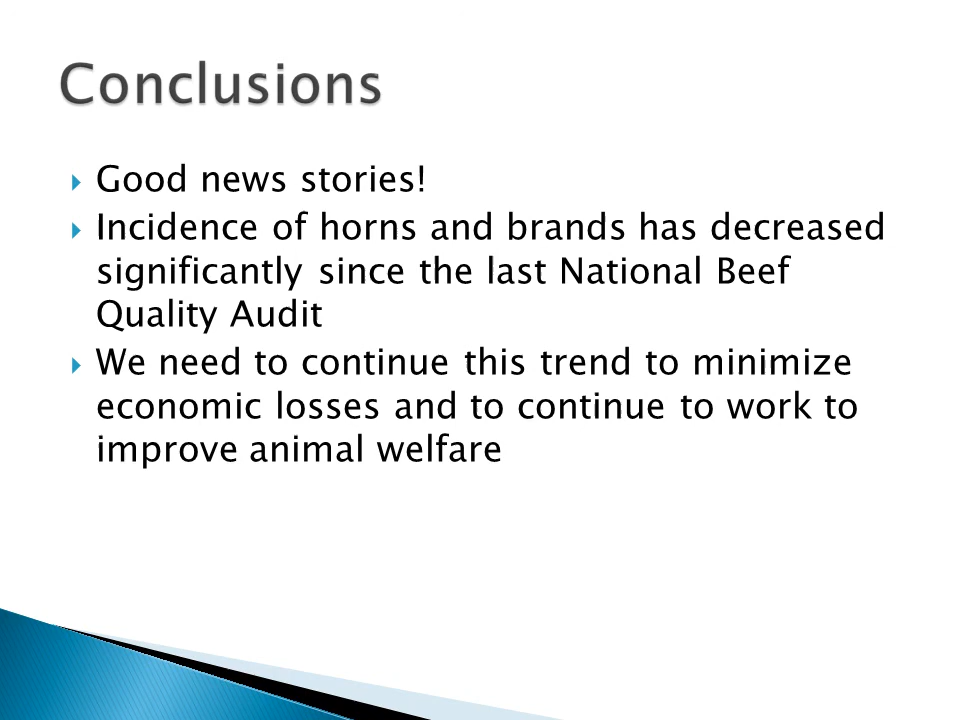 Conclusions
Good news stories!
Incidence of horns and brands has decreased
significantly since the last National Beef
Quality Audit
We need to continue this trend to minimize
economic losses and to continue to work to
improve animal welfare